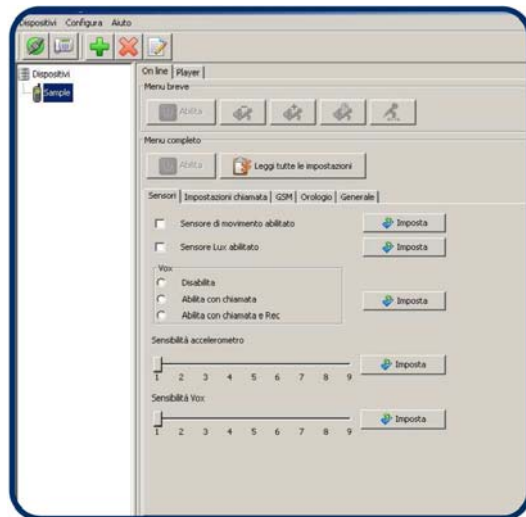 Dispositivi Configura Aiuto
Dispositivi
Sample
On line Player
Menu breve
Abilita
Menu completo
Abilita Leggi tutte le impostazioni
Sensori Impostazioni chiamata GSM Orologio Generale
Sensore di movimento abilitato Imposta
Sensore Lux abilitato Imposta
Vox
Disabilita
Abilita con chiamata Imposta
Abilita con chiamata e Rec
Sensibilità accelerometro
Imposta
1 2 3 4 5 6 7 8 9
Sensibilità Vox
Imposta
1 2 3 4 5 6 7 8 9